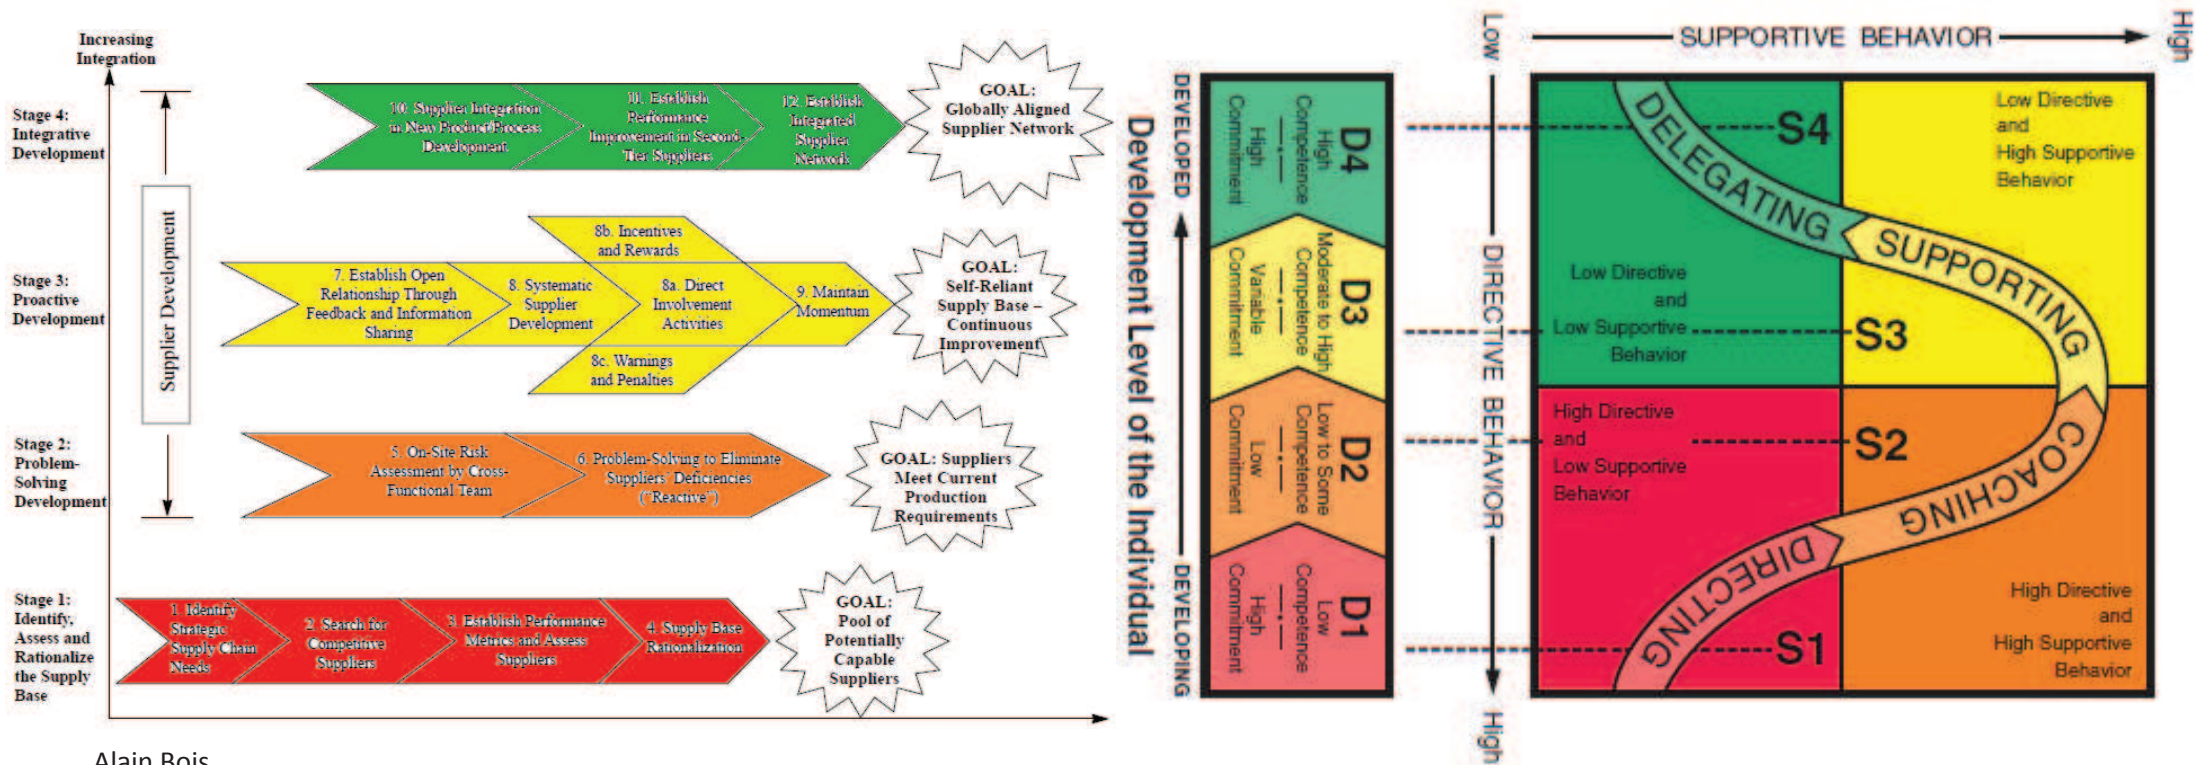 Increasing
Integration
Stage 4:
Integrative
Development
10. Supplier Integration
in New Product/Process
Development
11. Establish
Performance
Improvement in Second-
Tier Suppliers
12. Establish
Integrated
Supplier
Network
GOAL:
Globally Aligned
Supplier Network
Supplier Development
Stage 3:
Proactive
Development
7. Establish Open
Relationship Through
Feedback and Information
Sharing
8. Systematic
Supplier
Development
8b. Incentives
and Rewards
8a. Direct
Involvement
Activities
8c. Warnings
and Penalties
9. Maintain
Momentum
GOAL:
Self-Reliant
Supply Base –
Continuous
Improvement
Stage 2:
Problem-
Solving
Development
5. On-Site Risk
Assessment by Cross-
Functional Team
6. Problem-Solving to Eliminate
Suppliers' Deficiencies
("Reactive")
GOAL: Suppliers
Meet Current
Production
Requirements
Stage 1:
Identify,
Assess and
Rationalize
the Supply
Base
1. Identify
Strategic
Supply Chain
Needs
2. Search for
Competitive
Suppliers
3. Establish Performance
Metrics and Assess
Suppliers
4. Supply Base
Rationalization
GOAL:
Pool of
Potentially
Capable
Suppliers
Alain Bois
Development Level of the Individual
DEVELOPED
DEVELOPING
D4
High
Competence
High
Commitment
D3
Moderate to High
Competence
Variable
Commitment
D2
Low to Some
Competence
Low
Commitment
D1
Low
Competence
High
Commitment
Low
SUPPORTIVE BEHAVIOR
High
DIRECTIVE BEHAVIOR
High
DELEGATING
S4
Low Directive
and
High Supportive
Behavior
SUPPORTING
Low Directive
and
Low Supportive
Behavior
S3
High Directive
and
Low Supportive
Behavior
S2
COACHING
DIRECTING
S1
High Directive
and
High Supportive
Behavior